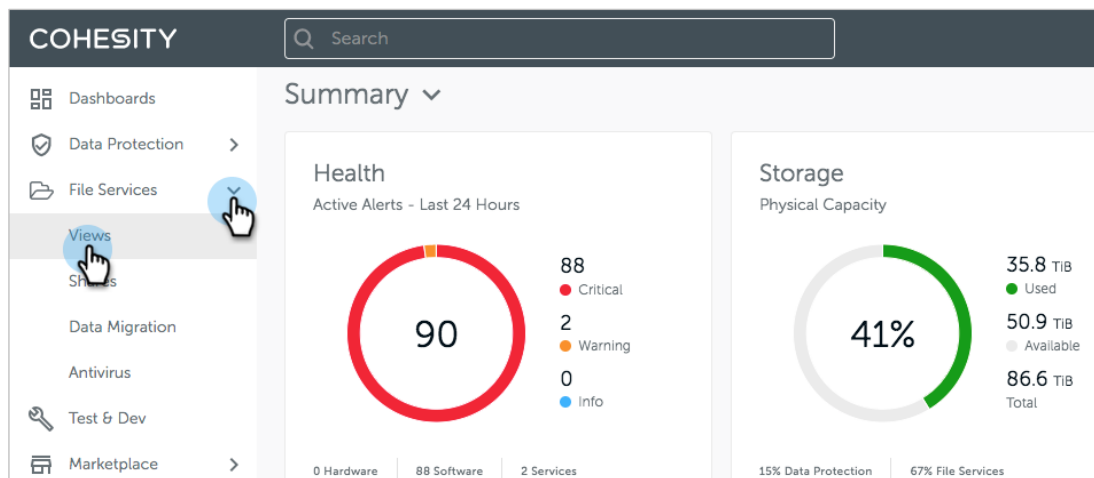 COHESITY
Search
Dashboards
Data Protection
File Services
Views
Shares
Data Migration
Antivirus
Test & Dev
Marketplace
Summary
Health
Active Alerts - Last 24 Hours
90
88
Critical
2
Warning
0
Info
0 Hardware
88 Software
2 Services
Storage
Physical Capacity
41%
35.8 TiB
Used
50.9 TiB
Available
86.6 TiB
Total
15% Data Protection
67% File Services